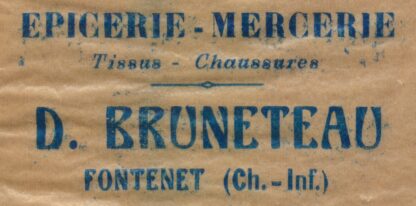 EPICERIE - MERCERIE
Tissus - Chaussures
D. BRUNETEAU
FONTENET (Ch.-Inf.)